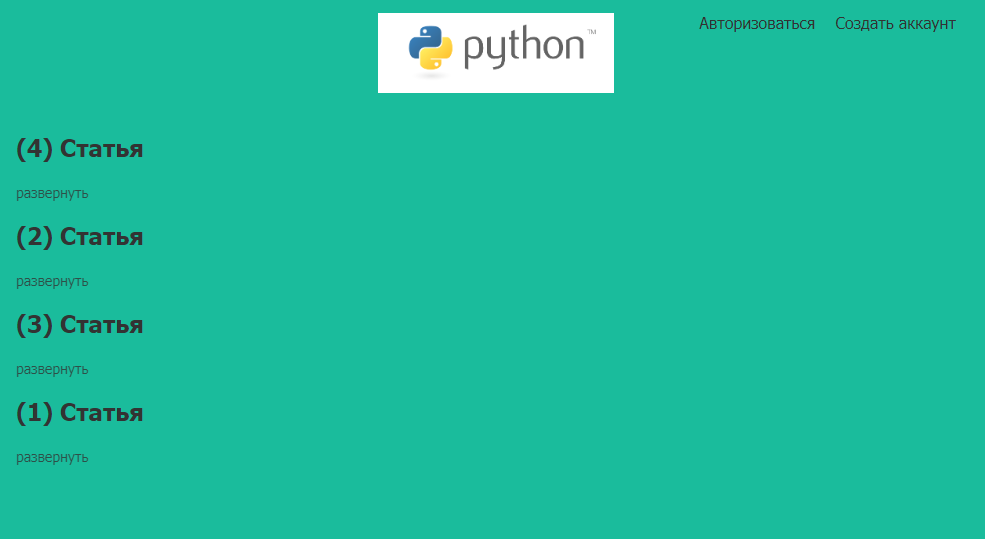 python™
Авторизоваться Создать аккаунт
(4) Статья
развернуть
(2) Статья
развернуть
(3) Статья
развернуть
(1) Статья
развернуть